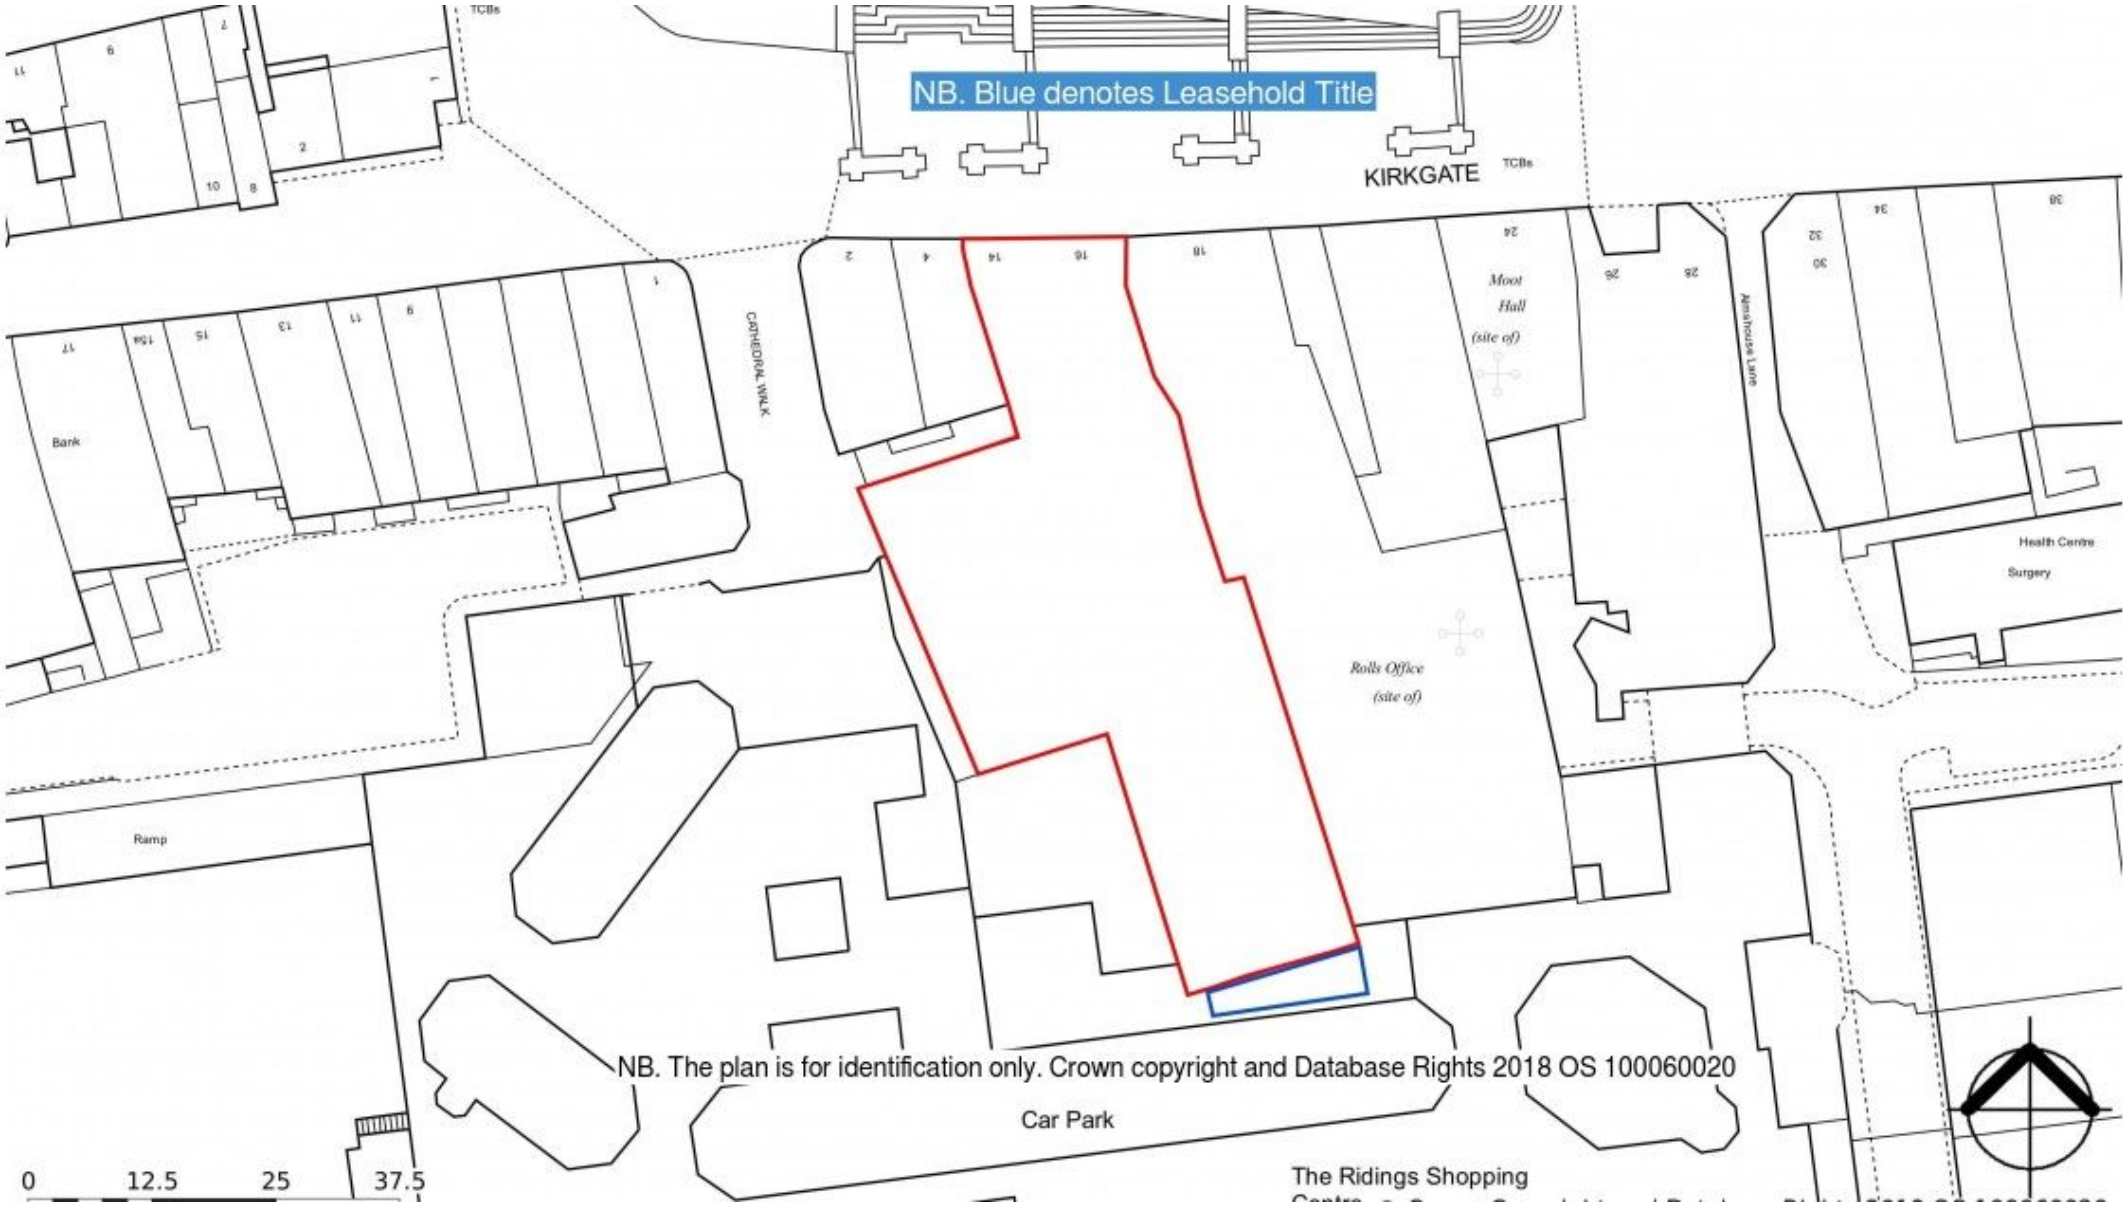 TCBs
7
9
11
1
2
10
8
NB. Blue denotes Leasehold Title
KIRKGATE
TCBs
38
34
32
30
24
26
28
18
16
14
4
2
1
9
11
13
15
15a
17
Moot
Hall
(site of)
CATHEDRAL WALK
Almshouse Lane
Bank
Health Centre
Surgery
Rolls Office
(site of)
Ramp
NB. The plan is for identification only. Crown copyright and Database Rights 2018 OS 100060020
Car Park
The Ridings Shopping
Centre
0 12.5 25 37.5